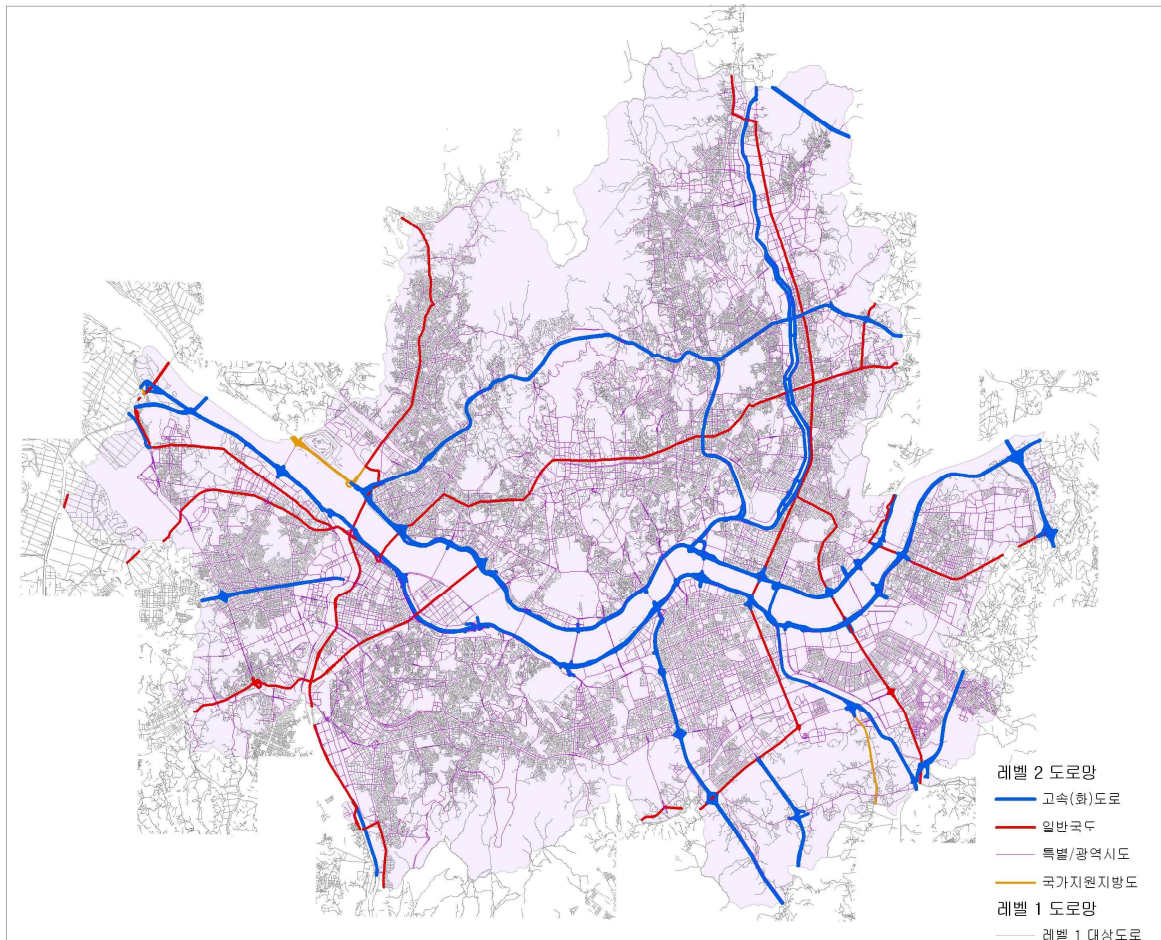 레벨 2 도로망
고속(화)도로
일반국도
특별/광역시도
국가지원지방도
레벨 1 도로망
레벨 1 대상도로